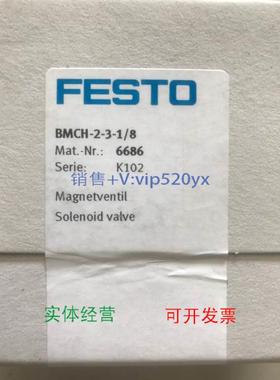 FESTO
BMCH-2-3-1/8
Mat.-Nr.: 6686
Serie: K102
销售+V:vip520yx
Magnetventil
Solenoid valve
实体经营 可开发票